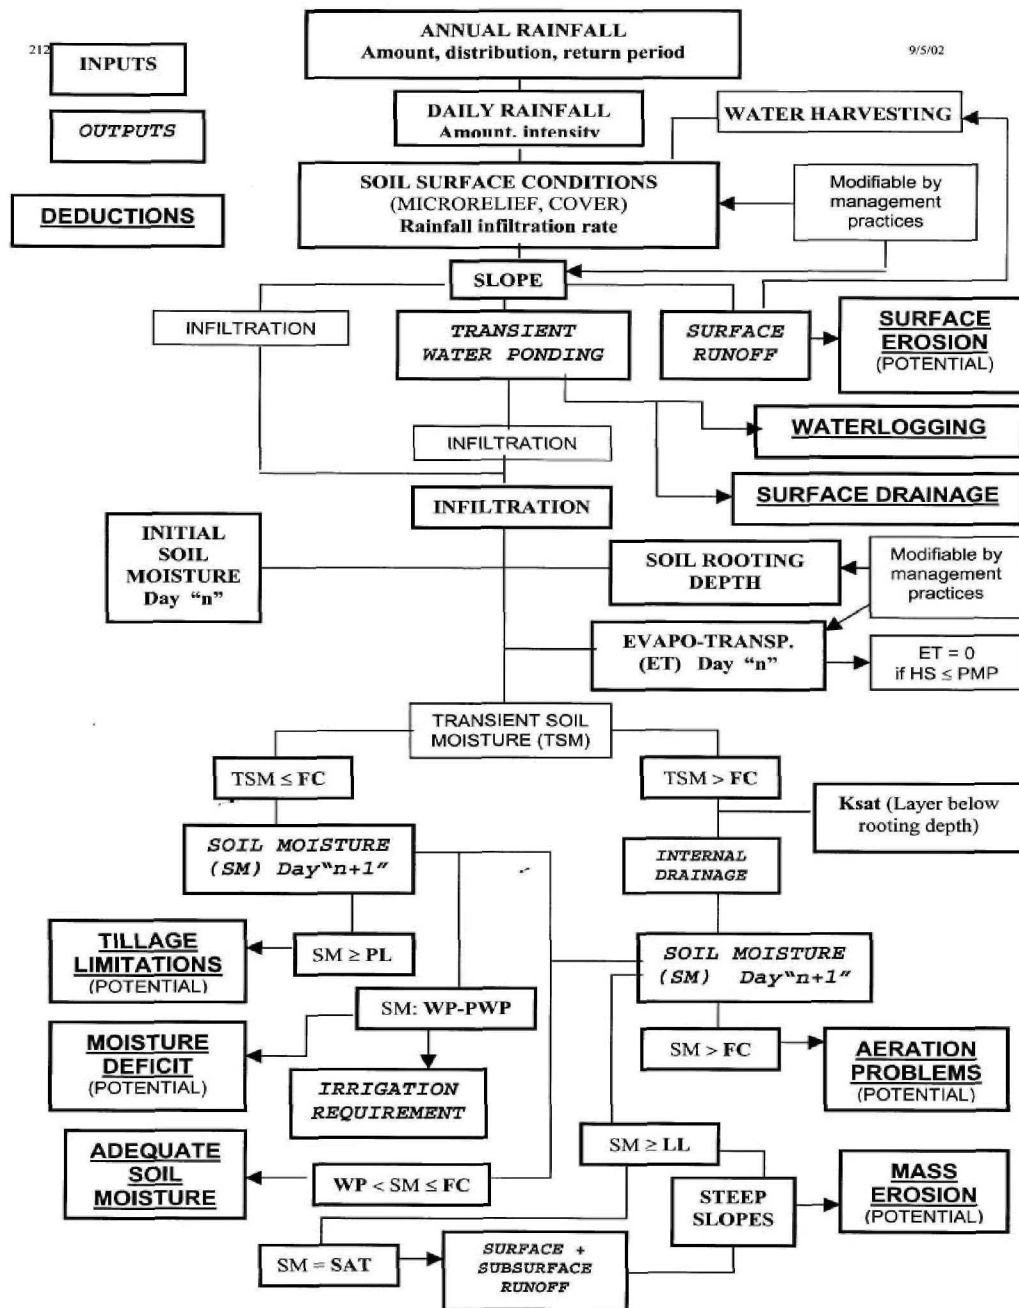 212
9/5/02
INPUTS
OUTPUTS
DEDUCTIONS
ANNUAL RAINFALL
Amount, distribution, return period
DAILY RAINFALL
Amount, intensity
WATER HARVESTING
SOIL SURFACE CONDITIONS
(MICRORELIEF, COVER)
Rainfall infiltration rate
Modifiable by
management
practices
SLOPE
INFILTRATION
TRANSIENT
WATER PONDING
SURFACE
RUNOFF
SURFACE
EROSION
(POTENTIAL)
WATERLOGGING
INFILTRATION
SURFACE DRAINAGE
INFILTRATION
INITIAL
SOIL
MOISTURE
Day “n”
SOIL ROOTING
DEPTH
Modifiable by
management
practices
EVAPO-TRANSP.
(ET) Day “n”
ET = 0
if HS ≤ PMP
TRANSIENT SOIL
MOISTURE (TSM)
TSM ≤ FC
TSM > FC
Ksat (Layer below
rooting depth)
SOIL MOISTURE
(SM) Day“n+1”
INTERNAL
DRAINAGE
TILLAGE
LIMITATIONS
(POTENTIAL)
SM ≥ PL
SOIL MOISTURE
(SM) Day“n+1”
SM: WP-PWP
MOISTURE
DEFICIT
(POTENTIAL)
SM > FC
AERATION
PROBLEMS
(POTENTIAL)
IRRIGATION
REQUIREMENT
SM ≥ LL
ADEQUATE
SOIL
MOISTURE
WP < SM ≤ FC
STEEP
SLOPES
MASS
EROSION
(POTENTIAL)
SM = SAT
SURFACE +
SUBSURFACE
RUNOFF